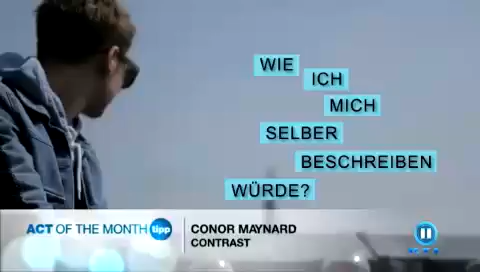 WIE
ICH
MICH
SELBER
BESCHREIBEN
WÜRDE?
ACT OF THE MONTH tipp
CONOR MAYNARD
CONTRAST